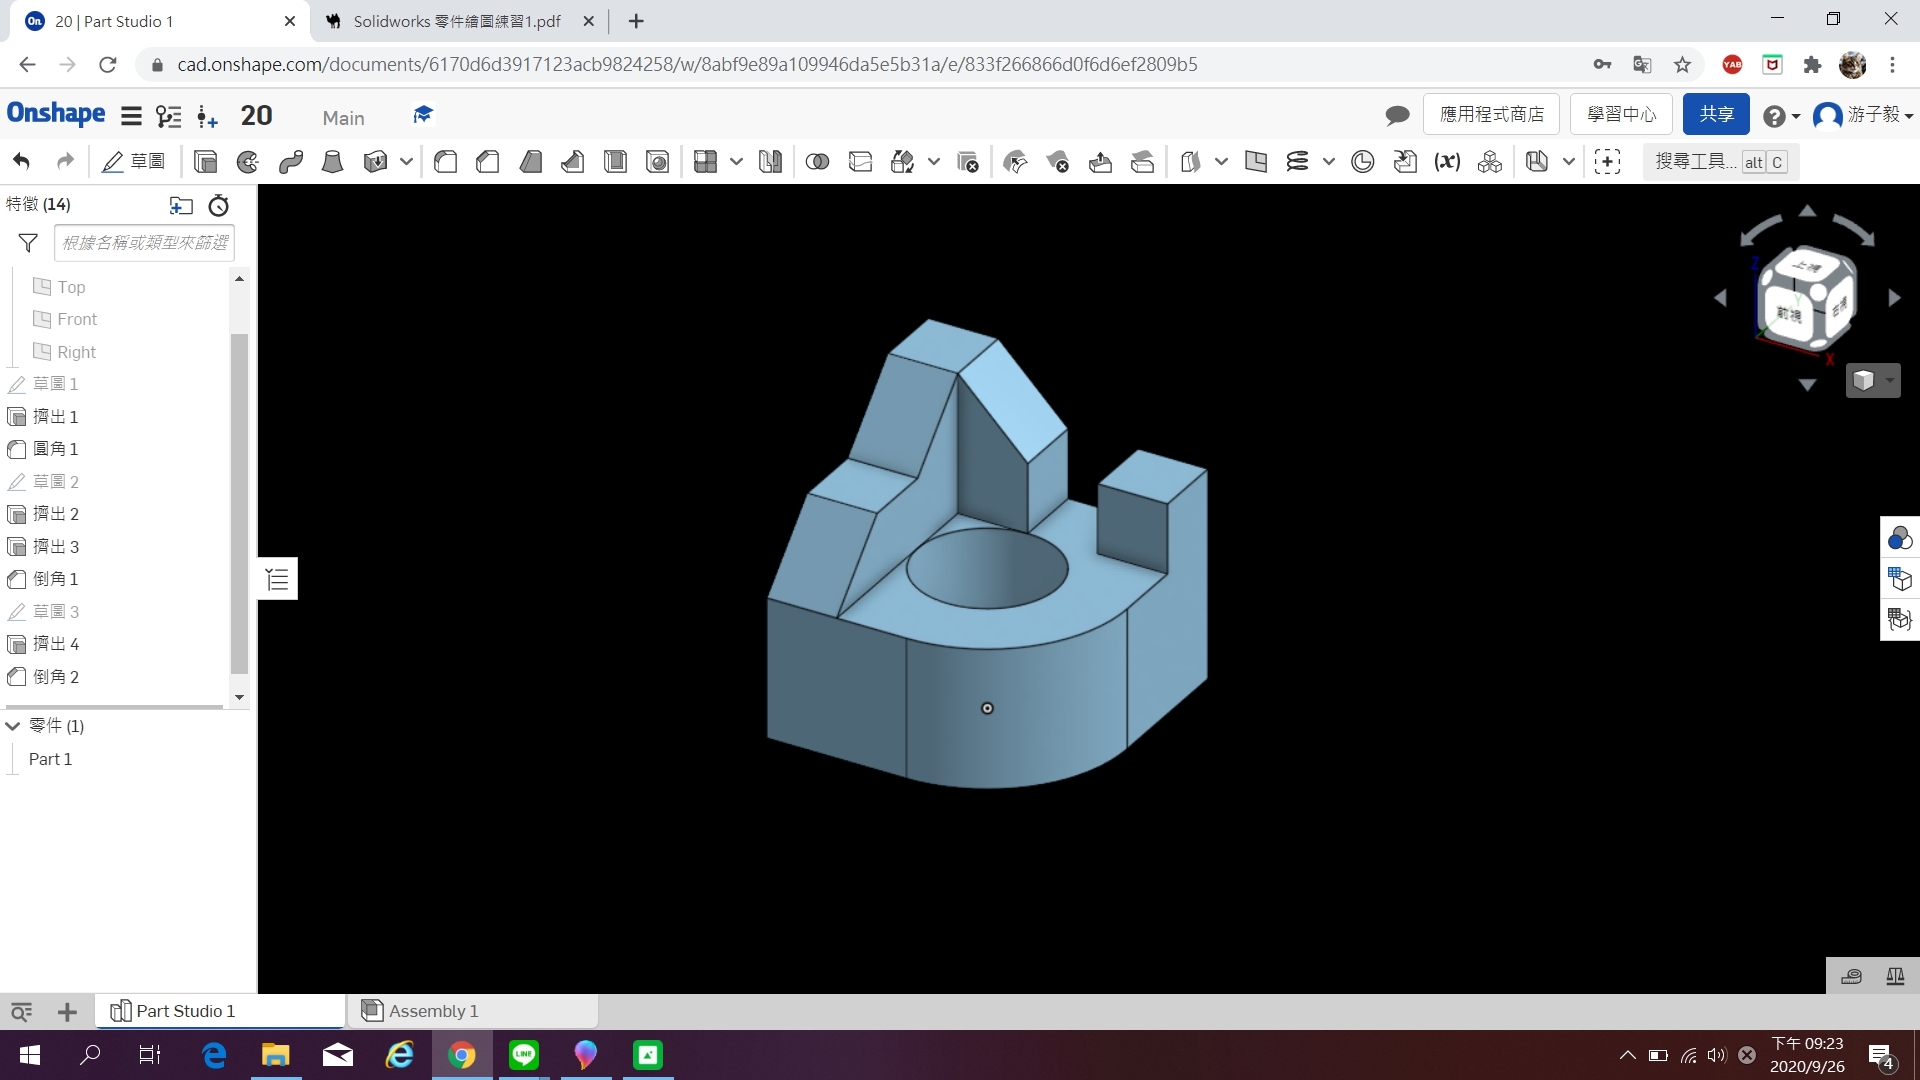 20 | Part Studio 1
Solidworks 零件繪圖練習1.pdf
cad.onshape.com/documents/6170d6d3917123acb9824258/w/8abf9e89a109946da5e5b31a/e/833f266866d0f6d6ef2809b5
YAB
Onshape
20
Main
應用程式商店
學習中心
共享
游子毅
草圖
(x)
搜尋工具... alt C
特徵 (14)
根據名稱或類型來篩選
Top
Front
Right
草圖 1
擠出 1
圓角 1
草圖 2
擠出 2
擠出 3
倒角 1
草圖 3
擠出 4
倒角 2
零件 (1)
Part 1
Z
上視
Y
前視
右視
X
Part Studio 1
Assembly 1
LINE
下午 09:23
2020/9/26
4